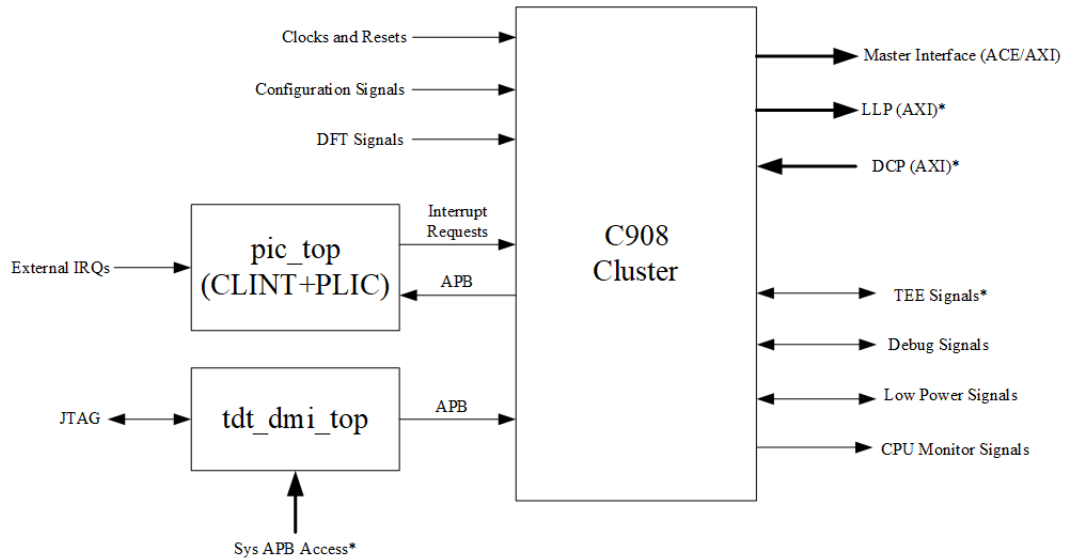 Clocks and Resets
Configuration Signals
DFT Signals
External IRQs
pic_top
(CLINT+PLIC)
Interrupt
Requests
APB
JTAG
tdt_dmi_top
APB
Sys APB Access*
C908
Cluster
Master Interface (ACE/AXI)
LLP (AXI)*
DCP (AXI)*
TEE Signals*
Debug Signals
Low Power Signals
CPU Monitor Signals